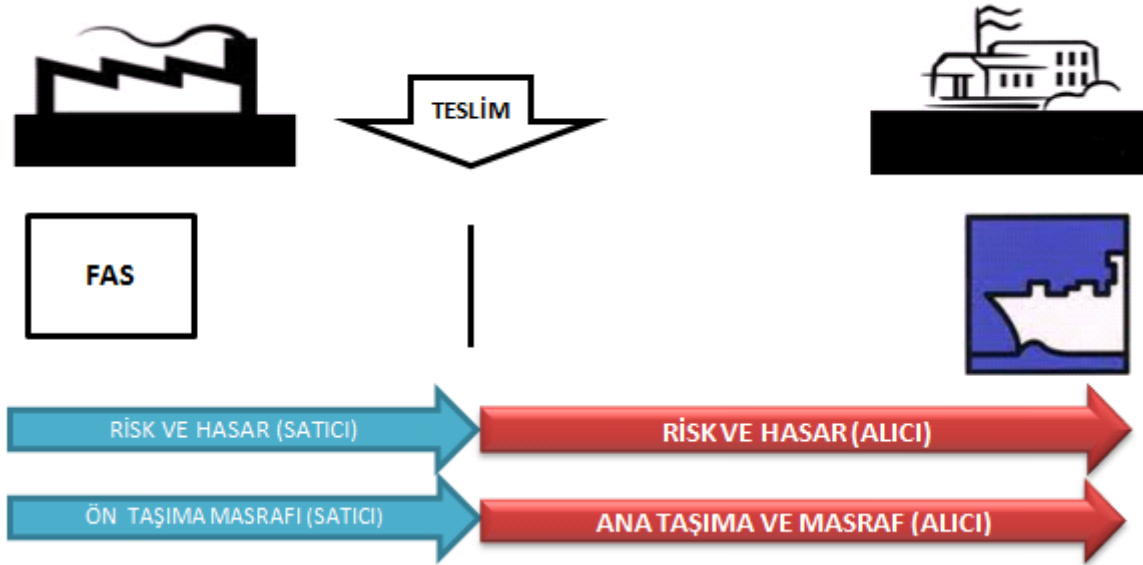 TESLİM
FAS
RİSK VE HASAR (SATICI)
RİSK VE HASAR (ALICI)
ÖN TAŞIMA MASRAFI (SATICI)
ANA TAŞIMA VE MASRAF (ALICI)